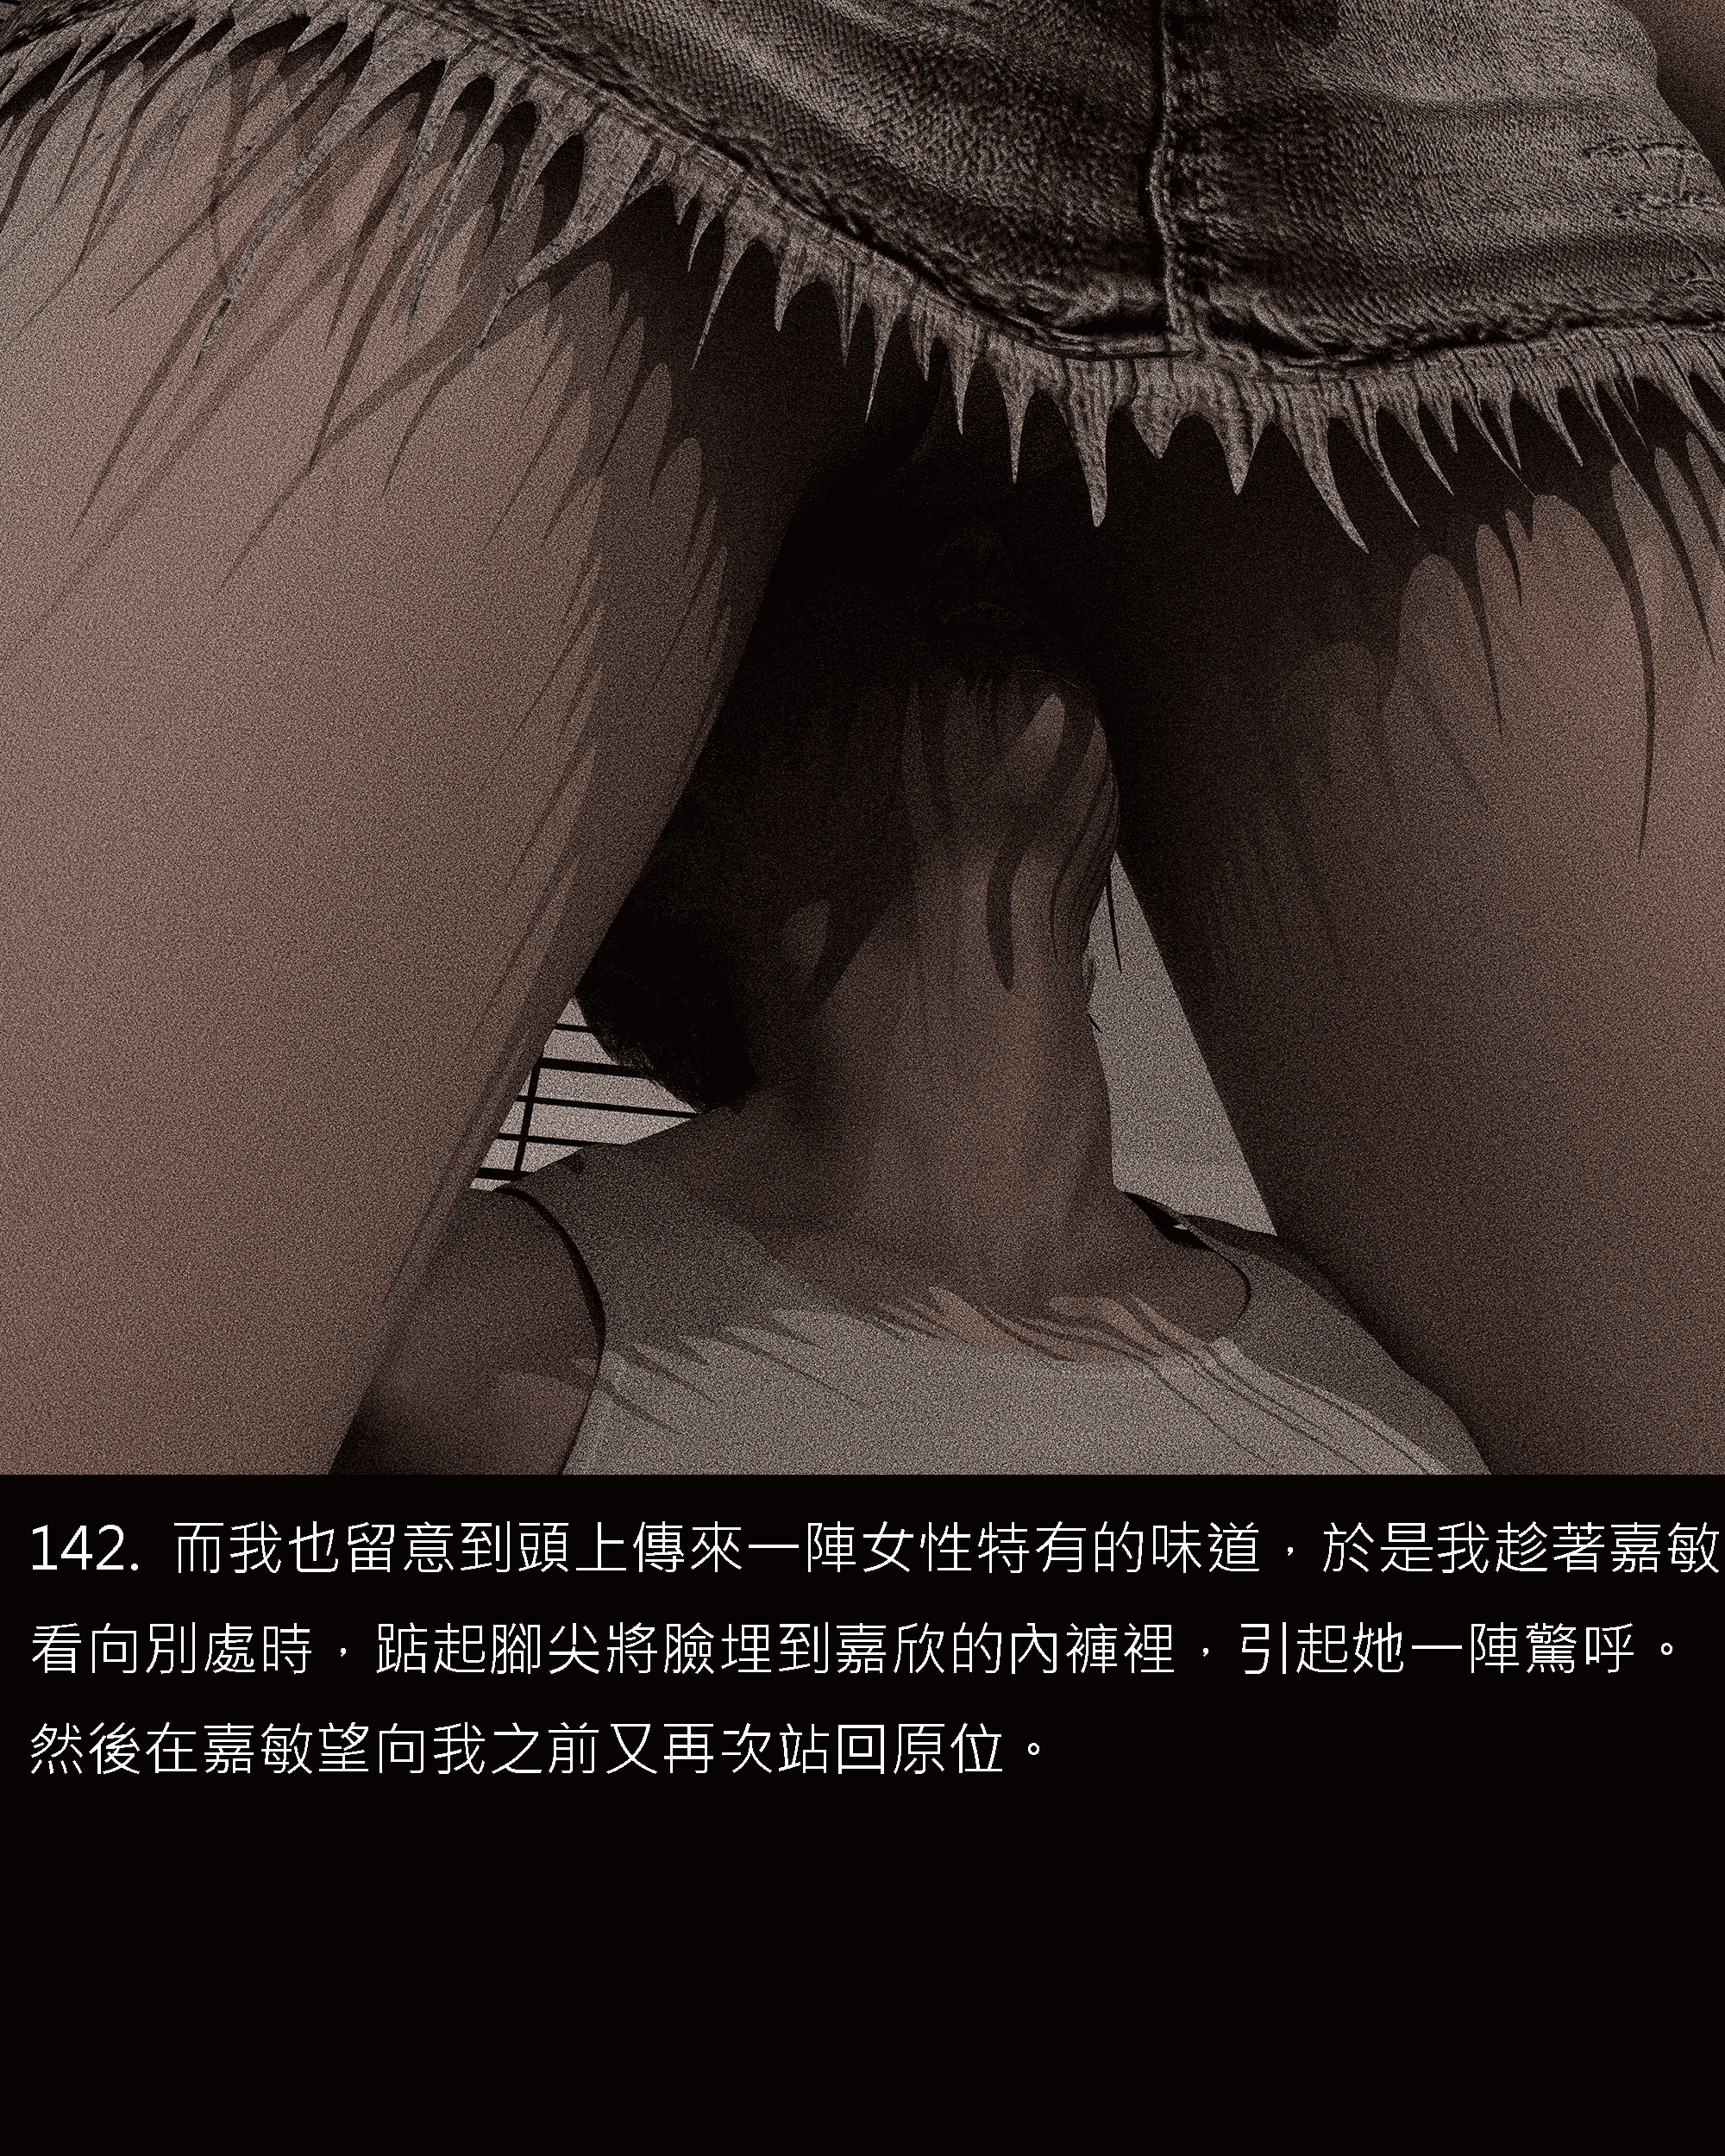 142. 而我也留意到頭上傳來一陣女性特有的味道，於是我趁著嘉敏
看向別處時，踮起腳尖將臉埋到嘉欣的內褲裡，引起她一陣驚呼。
然後在嘉敏望向我之前又再次站回原位。